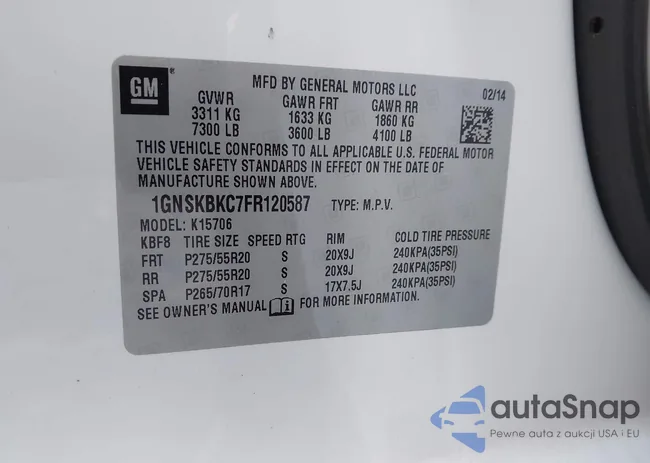 GM ® MFD BY GENERAL MOTORS LLC 02/14
GVWR GAWR FRT GAWR RR
3311 KG 1633 KG 1860 KG
7300 LB 3600 LB 4100 LB
THIS VEHICLE CONFORMS TO ALL APPLICABLE U.S. FEDERAL MOTOR
VEHICLE SAFETY STANDARDS IN EFFECT ON THE DATE OF
MANUFACTURE SHOWN ABOVE.
1GNSKBKC7FR120587 TYPE: M.P.V.
MODEL: K15706
KBF8 TIRE SIZE SPEED RTG RIM COLD TIRE PRESSURE
FRT P275/55R20 S 20X9J 240KPA(35PSI)
RR P275/55R20 S 20X9J 240KPA(35PSI)
SPA P265/70R17 S 17X7.5J 240KPA(35PSI)
SEE OWNER'S MANUAL i FOR MORE INFORMATION.
autoSnap
Pewne auta z aukcji USA i EU